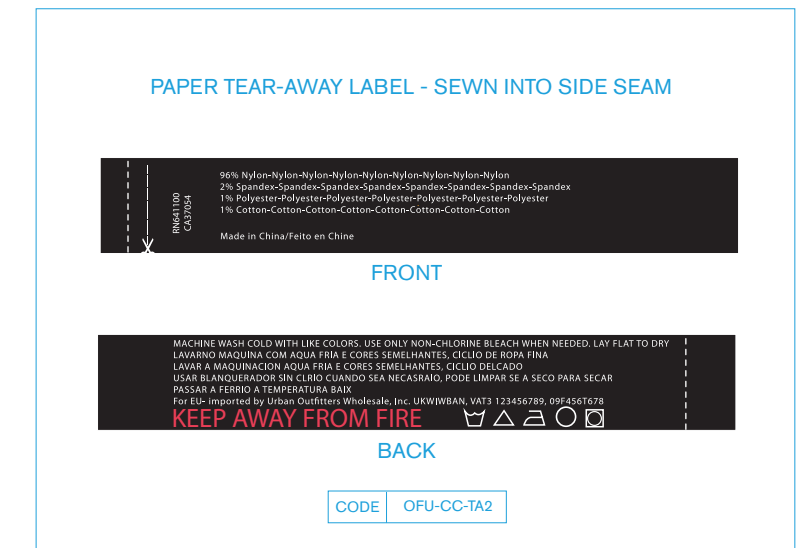 PAPER TEAR-AWAY LABEL - SEWN INTO SIDE SEAM
RN641100
CA37054
96% Nylon-Nylon-Nylon-Nylon-Nylon-Nylon-Nylon-Nylon-Nylon
2% Spandex-Spandex-Spandex-Spandex-Spandex-Spandex-Spandex-Spandex
1% Polyester-Polyester-Polyester-Polyester-Polyester-Polyester-Polyester
1% Cotton-Cotton-Cotton-Cotton-Cotton-Cotton-Cotton-Cotton
Made in China/Feito en Chine
FRONT
MACHINE WASH COLD WITH LIKE COLORS. USE ONLY NON-CHLORINE BLEACH WHEN NEEDED. LAY FLAT TO DRY
LAVARNO MAQUINA COM AQUA FRIA E CORES SEMELHANTES, CICLIO DE ROPA FINA
LAVAR A MAQUINACION AQUA FRIA E CORES SEMELHANTES, CICLIO DELCADO
USAR BLANQUERADOR SIN CLRIO CUANDO SEA NECASRAIO, PODE LIMPAR SE A SECO PARA SECAR
PASSAR A FERRIO A TEMPERATURA BAIX
For EU- imported by Urban Outfitters Wholesale, Inc. UKWJWBAN, VAT3 123456789, 09F456T678
KEEP AWAY FROM FIRE
BACK
CODE OFU-CC-TA2